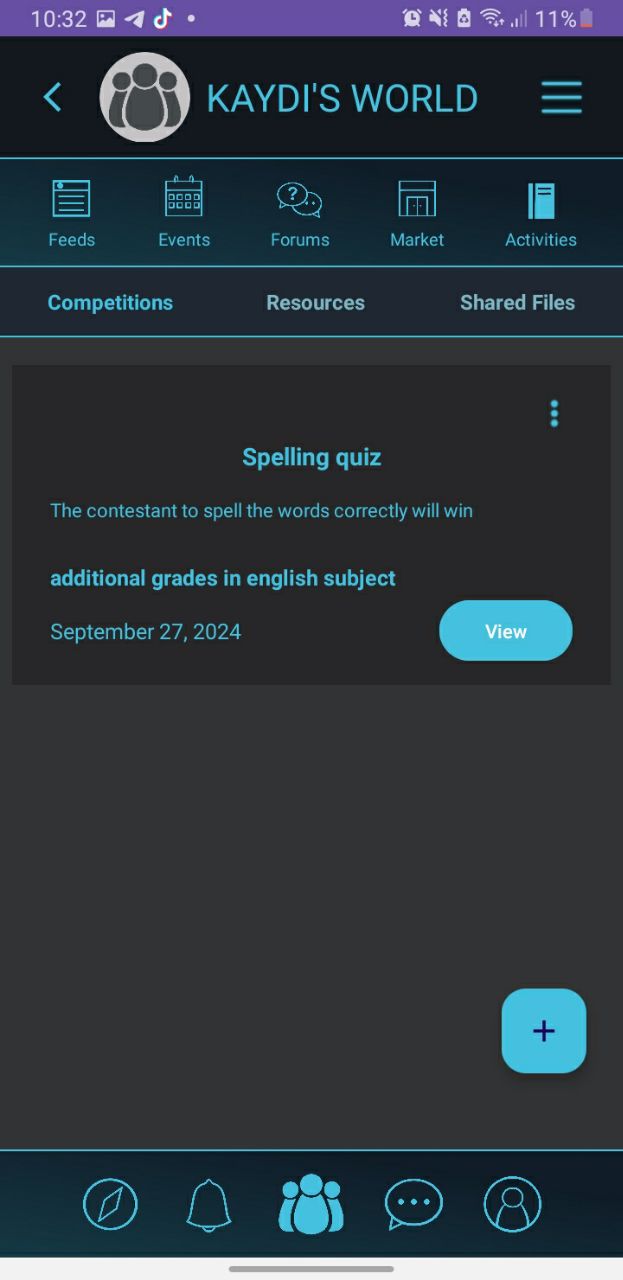 10:32 11%
KAYDI'S WORLD
?
Feeds Events Forums Market Activities
Competitions Resources Shared Files
Spelling quiz
The contestant to spell the words correctly will win
additional grades in english subject
September 27, 2024 View
+